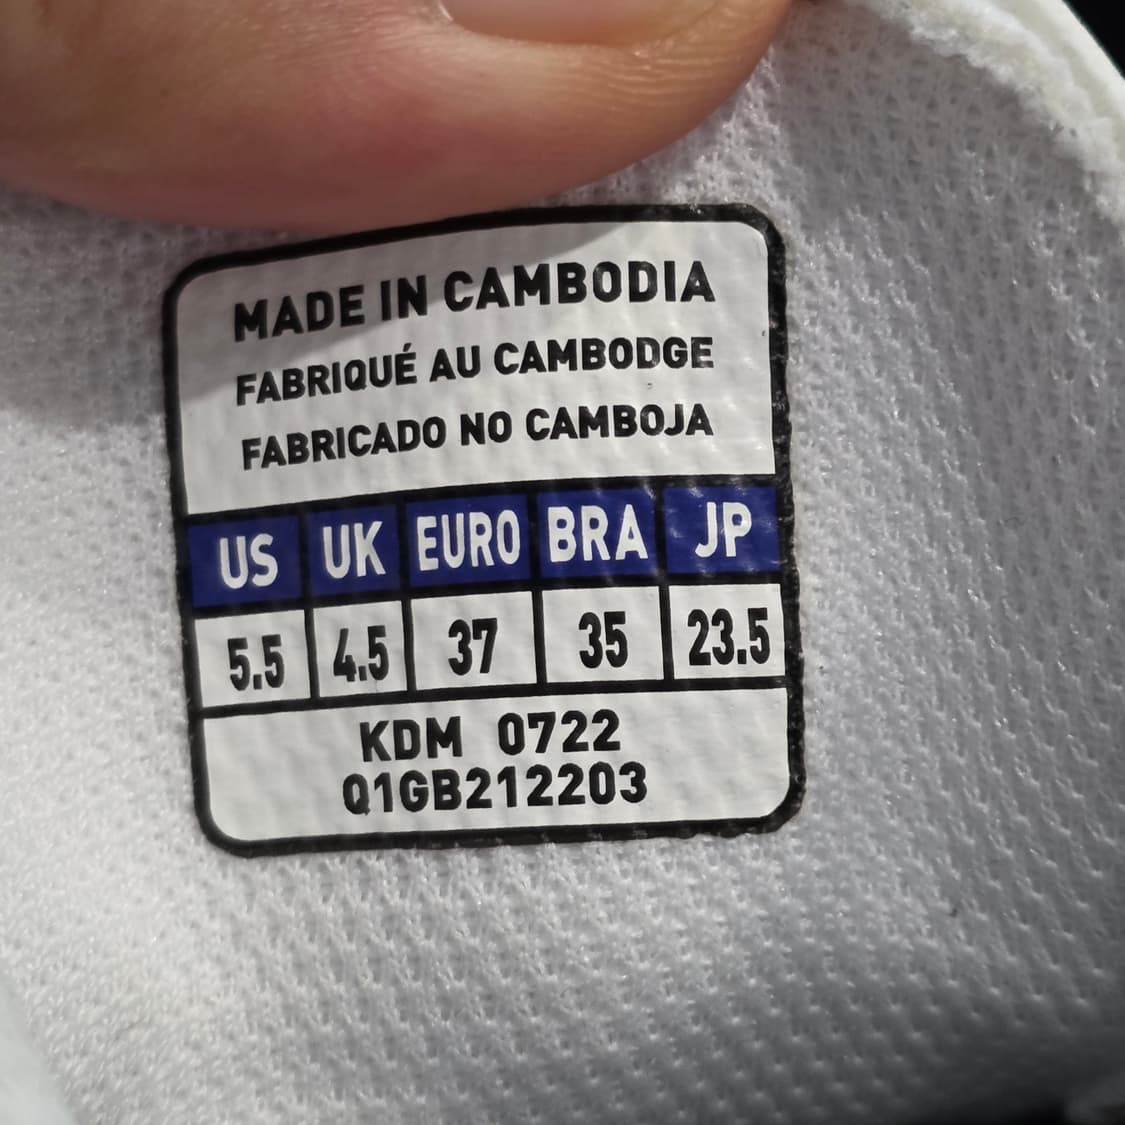 MADE IN CAMBODIA
FABRIQUÉ AU CAMBODGE
FABRICADO NO CAMBOJA
US UK EURO BRA JP
5.5 4.5 37 35 23.5
KDM 0722
Q1GB212203